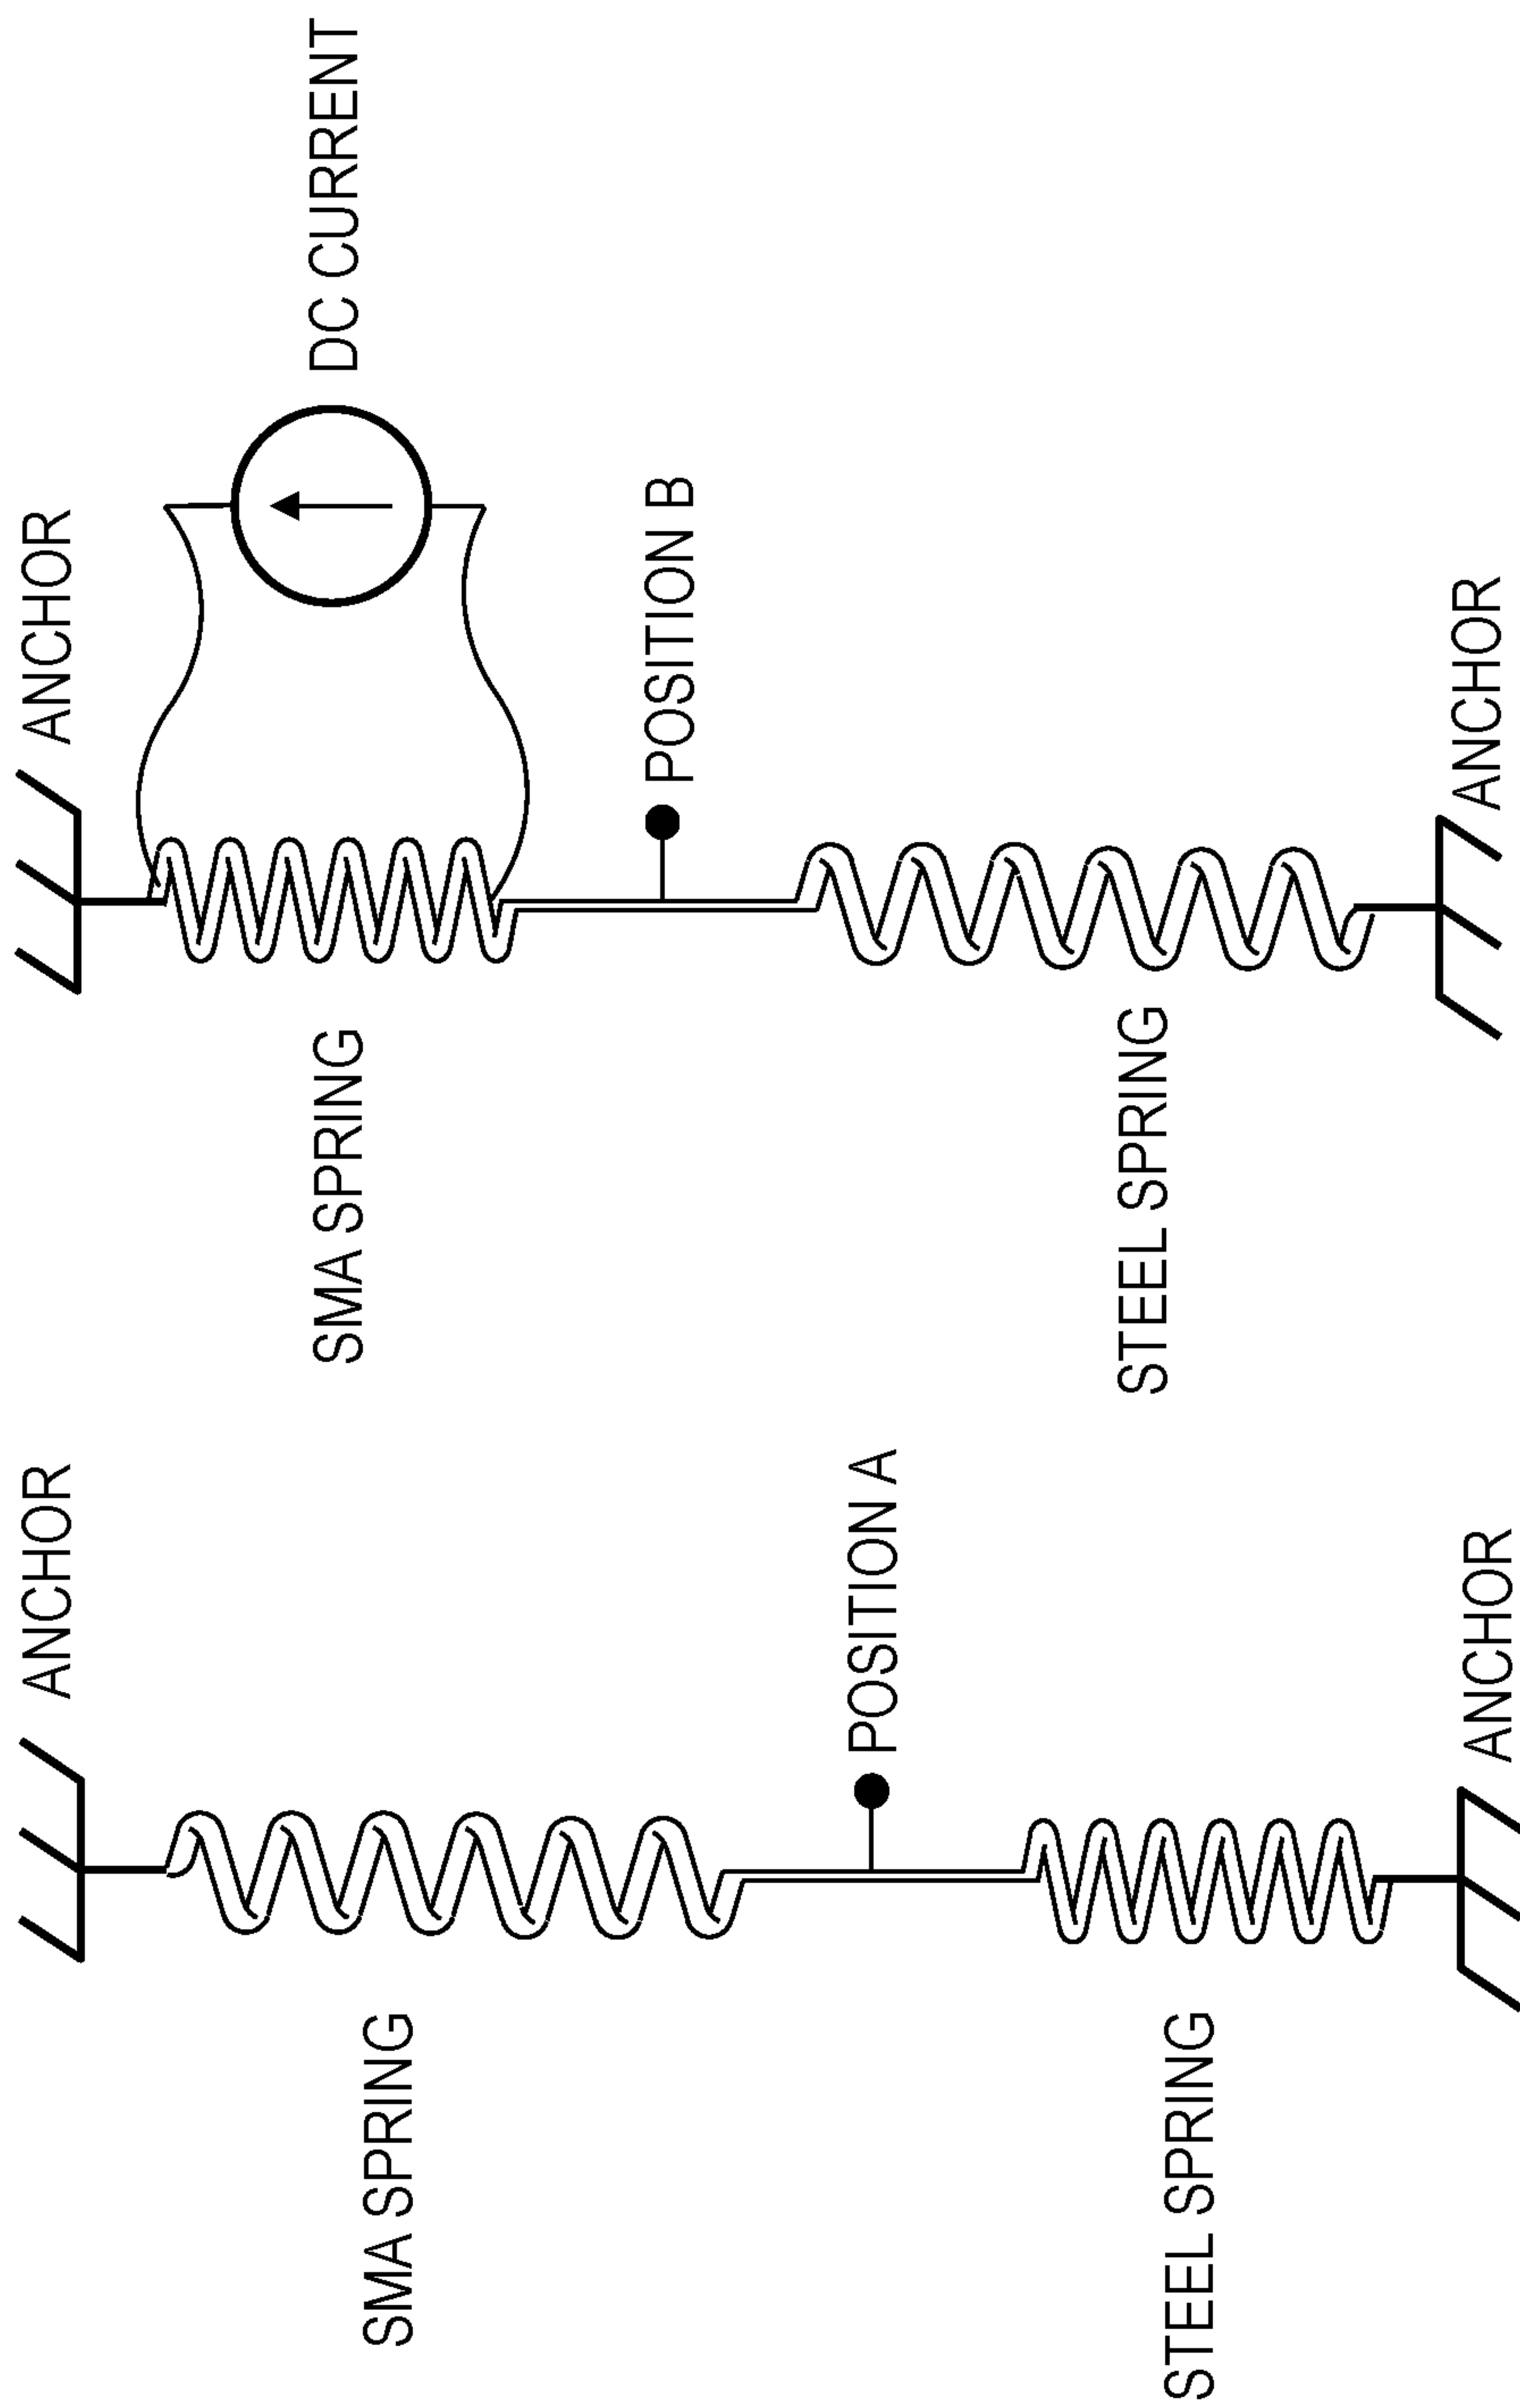 ANCHOR
SMA SPRING
POSITION A
STEEL SPRING
ANCHOR
ANCHOR
DC CURRENT
SMA SPRING
POSITION B
STEEL SPRING
ANCHOR